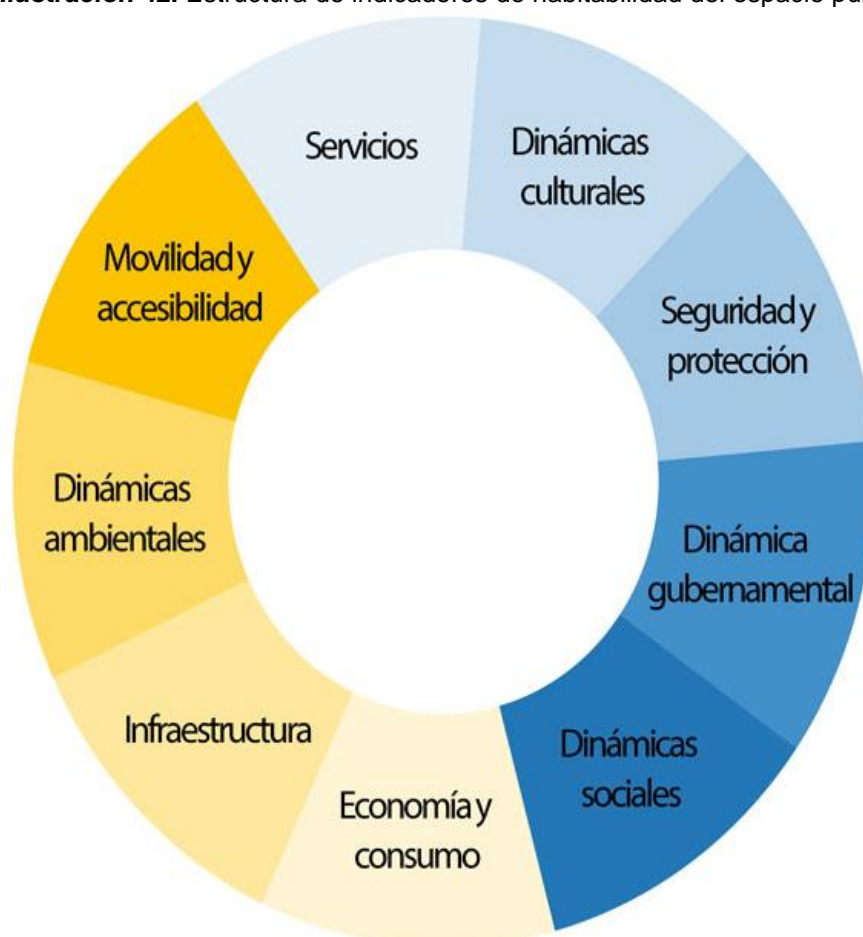 Estructura de indicadores de habitabilidad del espacio
Servicios
Dinámicas
culturales
Seguridad y
protección
Dinámica
gubernamental
Dinámicas
sociales
Economía y
consumo
Infraestructura
Dinámicas
ambientales
Movilidad y
accesibilidad